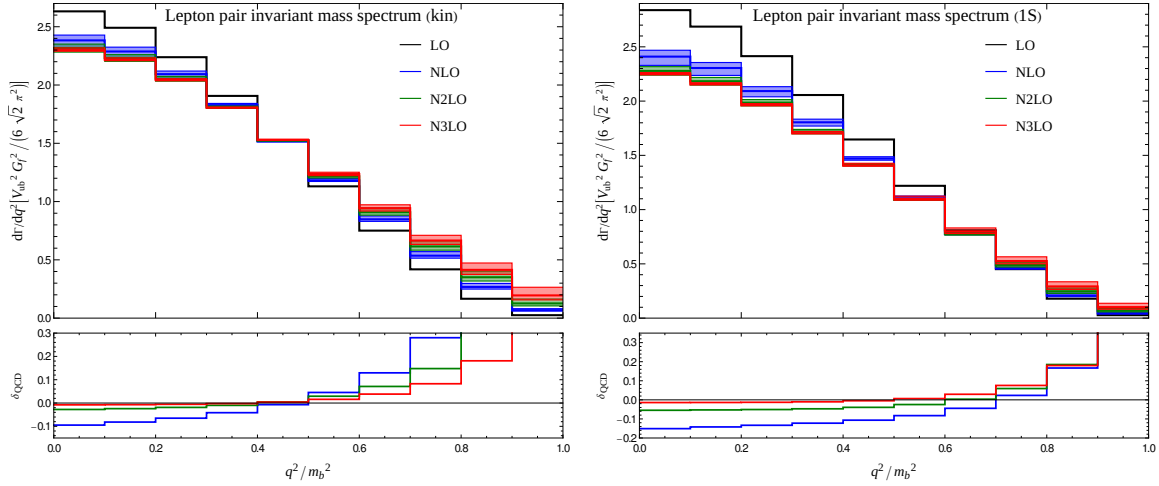 Lepton pair invariant mass spectrum (kin)
LO
NLO
N2LO
N3LO
dΓ/dq² [V_ub² G_f² /(6 √2 π²)]
2.5
2.0
1.5
1.0
0.5
0.0
δ_QCD
0.3
0.2
0.1
0.0
−0.1
0.0 0.2 0.4 0.6 0.8 1.0
q²/m_b²
Lepton pair invariant mass spectrum (1S)
LO
NLO
N2LO
N3LO
dΓ/dq² [V_ub² G_f² /(6 √2 π²)]
2.5
2.0
1.5
1.0
0.5
0.0
δ_QCD
0.3
0.2
0.1
0.0
−0.1
−0.2
0.0 0.2 0.4 0.6 0.8 1.0
q²/m_b²